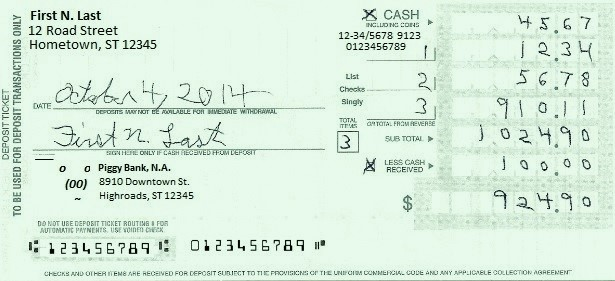 First N. Last
12 Road Street
Hometown, ST 12345
DEPOSIT TICKET
TO BE USED FOR DEPOSIT TRANSACTIONS ONLY
DATE October 4, 2014
DEPOSITS MAY NOT BE AVAILABLE FOR IMMEDIATE WITHDRAWAL
First N. Last
SIGN HERE ONLY IF CASH RECEIVED FROM DEPOSIT
o o
(00)
~
Piggy Bank, N.A.
8910 Downtown St.
Highroads, ST 12345
DO NOT USE DEPOSIT TICKET ROUTING # FOR
AUTOMATIC PAYMENTS. USE VOIDED CHECK
⑆123456789⑆ 0123456789⑈
X CASH 45.67
INCLUDING COINS
12-34/5678 9123
0123456789
1 12.34
List
Checks
Singly
2 56.78
3 910.11
TOTAL
ITEMS
3
OR TOTAL FROM REVERSE
SUB TOTAL 1024.90
X LESS CASH
RECEIVED 100.00
$ 924.90
CHECKS AND OTHER ITEMS ARE RECEIVED FOR DEPOSIT SUBJECT TO THE PROVISIONS OF THE UNIFORM COMMERCIAL CODE AND ANY APPLICABLE COLLECTION AGREEMENT